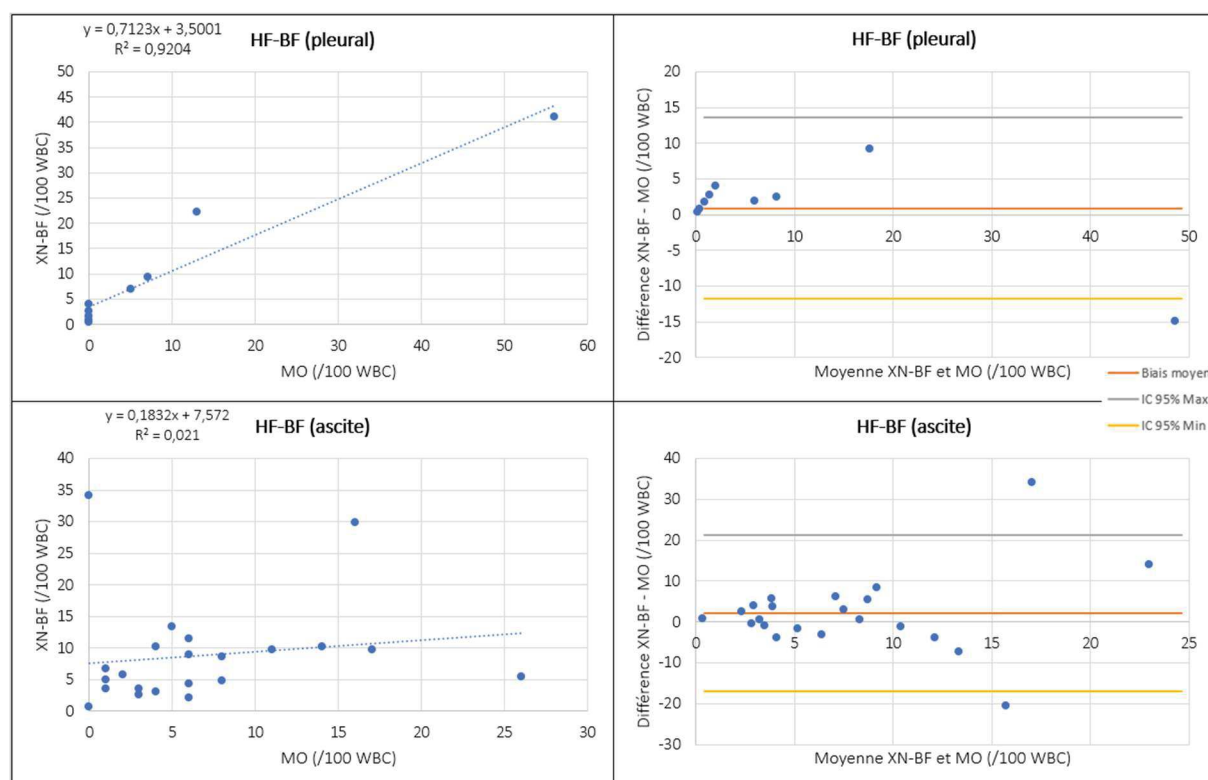 y = 0,7123x + 3,5001
R² = 0,9204
HF-BF (pleural)
XN-BF (/100 WBC)
50
45
40
35
30
25
20
15
10
5
0
0 10 20 30 40 50 60
MO (/100 WBC)
HF-BF (pleural)
Différence XN-BF - MO (/100 WBC)
20
15
10
5
0
-5
-10
-15
-20
0 10 20 30 40 50
Moyenne XN-BF et MO (/100 WBC)
Biais moyen
IC 95% Max
IC 95% Min
y = 0,1832x + 7,572
R² = 0,021
HF-BF (ascite)
XN-BF (/100 WBC)
40
35
30
25
20
15
10
5
0
0 5 10 15 20 25 30
MO (/100 WBC)
HF-BF (ascite)
Différence XN-BF - MO (/100 WBC)
40
30
20
10
0
-10
-20
-30
0 5 10 15 20 25
Moyenne XN-BF et MO (/100 WBC)